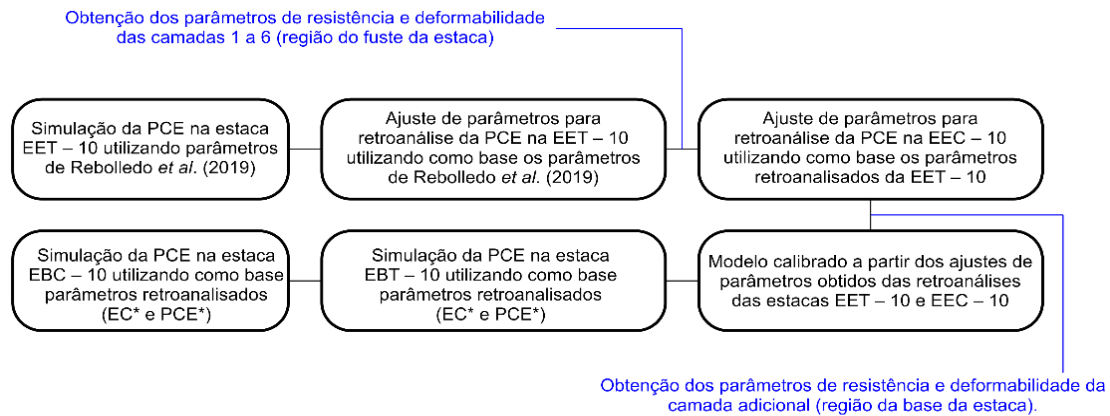 Obtenção dos parâmetros de resistência e deformabilidade
das camadas 1 a 6 (região do fuste da estaca)
Simulação da PCE na estaca
EET – 10 utilizando parâmetros
de Rebolledo et al. (2019)
Ajuste de parâmetros para
retroanálise da PCE na EET – 10
utilizando como base os parâmetros
de Rebolledo et al. (2019)
Ajuste de parâmetros para
retroanálise da PCE na EEC – 10
utilizando como base os parâmetros
retroanalisados da EET – 10
Simulação da PCE na estaca
EBC – 10 utilizando como base
parâmetros retroanalisados
(EC* e PCE*)
Simulação da PCE na estaca
EBT – 10 utilizando como base
parâmetros retroanalisados
(EC* e PCE*)
Modelo calibrado a partir dos ajustes de
parâmetros obtidos das retroanálises
das estacas EET – 10 e EEC – 10
Obtenção dos parâmetros de resistência e deformabilidade da
camada adicional (região da base da estaca).